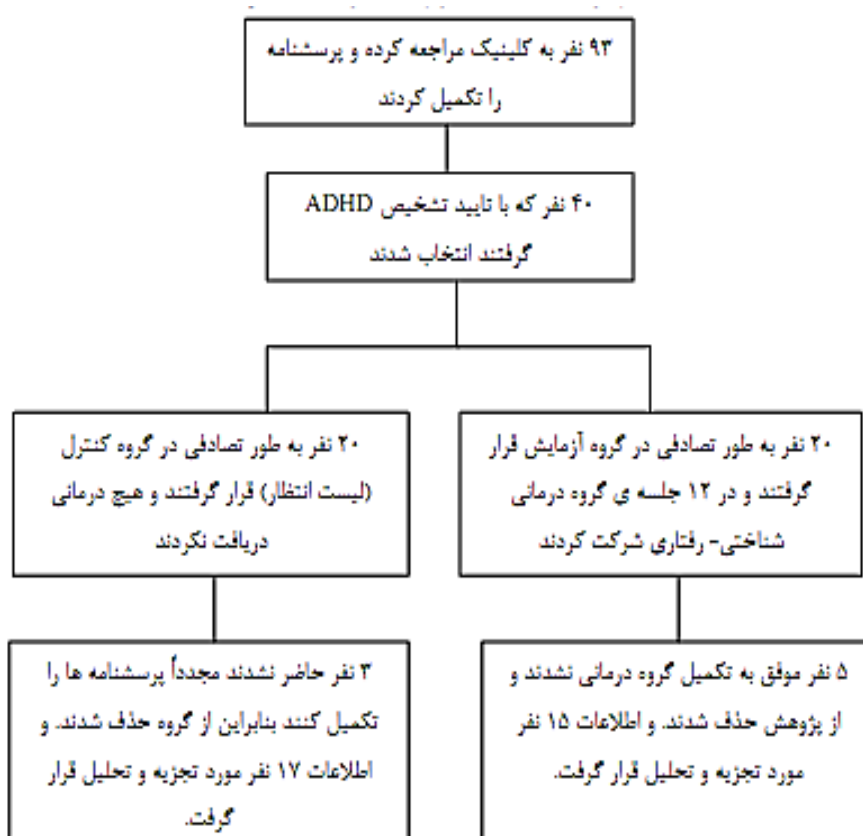 ۹۳ نفر به کلینیک مراجعه کرده و پرسشنامه
را تکمیل کردند
۴۰ نفر که با تایید تشخیص ADHD
گرفتند انتخاب شدند
۲۰ نفر به طور تصادفی در گروه آزمایش قرار
گرفتند و در ۱۲ جلسه ی گروه درمانی
شناختی- رفتاری شرکت کردند
۲۰ نفر به طور تصادفی در گروه کنترل
(لیست انتظار) قرار گرفتند و هیچ درمانی
دریافت نکردند
۵ نفر موفق به تکمیل گروه درمانی نشدند و
از پژوهش حذف شدند. و اطلاعات ۱۵ نفر
مورد تجزیه و تحلیل قرار گرفت.
۳ نفر حاضر نشدند مجدداً پرسشنامه ها را
تکمیل کنند بنابراین از گروه حذف شدند. و
اطلاعات ۱۷ نفر مورد تجزیه و تحلیل قرار
گرفت.